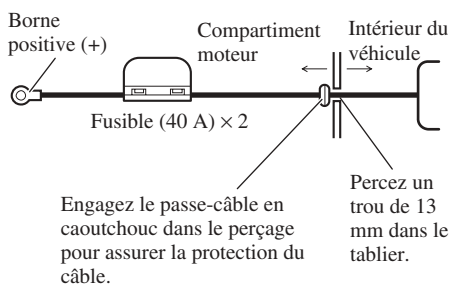 Borne
positive (+)
Compartiment
moteur
Intérieur du
véhicule
Fusible (40 A) × 2
Engagez le passe-câble en
caoutchouc dans le perçage
pour assurer la protection du
câble.
Percez un
trou de 13
mm dans le
tablier.